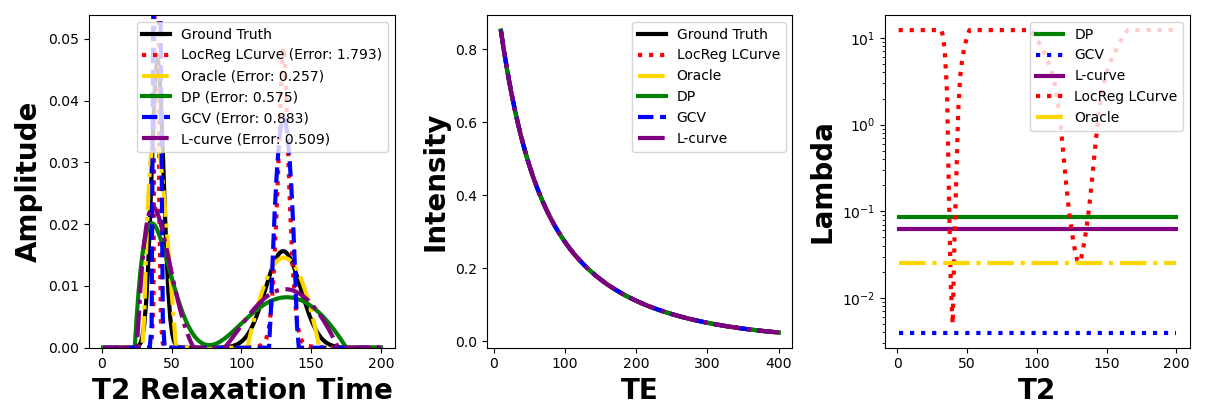 Amplitude
0.05
0.04
0.03
0.02
0.01
0.00
0
50
100
150
200
T2 Relaxation Time
Ground Truth
LocReg LCurve (Error: 1.793)
Oracle (Error: 0.257)
DP (Error: 0.575)
GCV (Error: 0.883)
L-curve (Error: 0.509)
Intensity
0.8
0.6
0.4
0.2
0.0
0
100
200
300
400
TE
Ground Truth
LocReg LCurve
Oracle
DP
GCV
L-curve
Lambda
10¹
10⁰
10⁻¹
10⁻²
0
50
100
150
200
T2
DP
GCV
L-curve
LocReg LCurve
Oracle